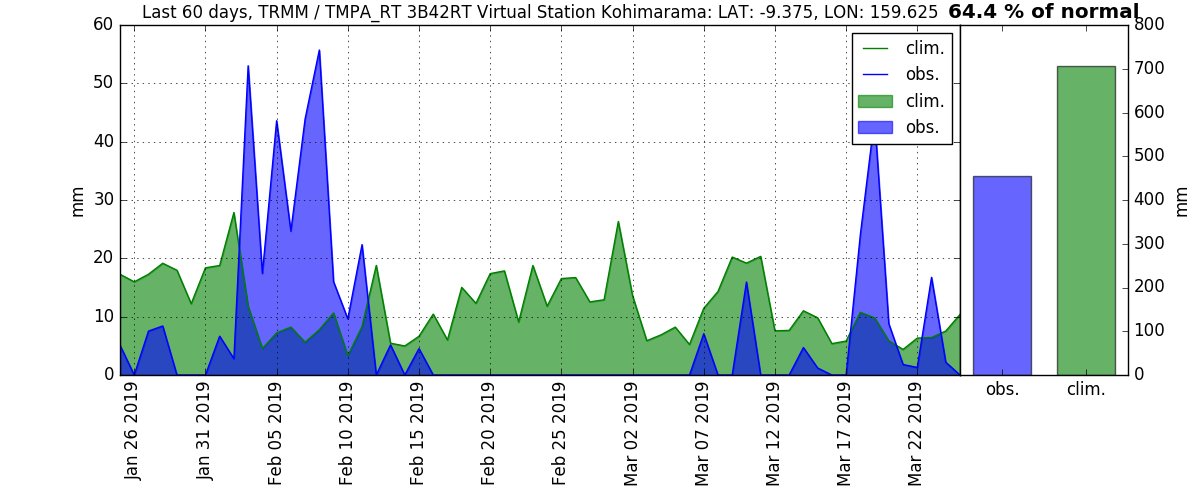 Last 60 days, TRMM / TMPA_RT 3B42RT Virtual Station Kohimarama: LAT: -9.375, LON: 159.625 64.4 % of normal
60
50
40
30
20
10
0
mm
clim.
obs.
clim.
obs.
800
700
600
500
400
300
200
100
0
mm
Jan 26 2019
Jan 31 2019
Feb 05 2019
Feb 10 2019
Feb 15 2019
Feb 20 2019
Feb 25 2019
Mar 02 2019
Mar 07 2019
Mar 12 2019
Mar 17 2019
Mar 22 2019
obs.
clim.